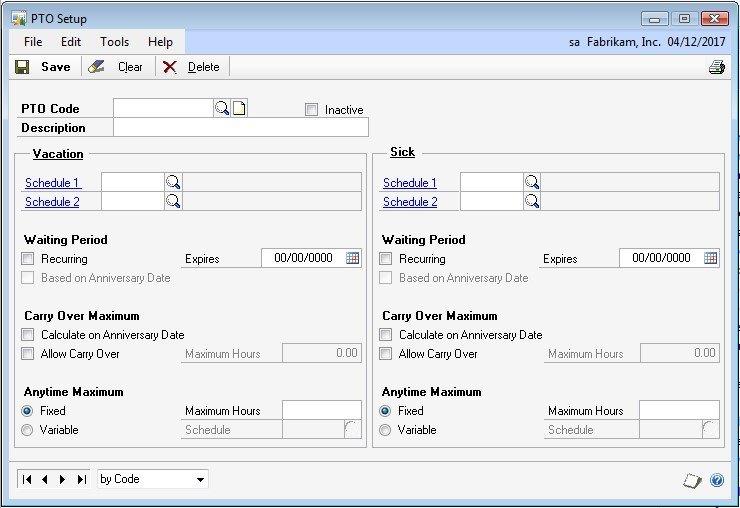 PTO Setup
File Edit Tools Help sa Fabrikam, Inc. 04/12/2017
Save Clear Delete
PTO Code Inactive
Description
Vacation
Schedule 1
Schedule 2
Waiting Period
Recurring Expires 00/00/0000
Based on Anniversary Date
Carry Over Maximum
Calculate on Anniversary Date
Allow Carry Over Maximum Hours 0.00
Anytime Maximum
Fixed Maximum Hours
Variable Schedule
Sick
Schedule 1
Schedule 2
Waiting Period
Recurring Expires 00/00/0000
Based on Anniversary Date
Carry Over Maximum
Calculate on Anniversary Date
Allow Carry Over Maximum Hours 0.00
Anytime Maximum
Fixed Maximum Hours
Variable Schedule
by Code